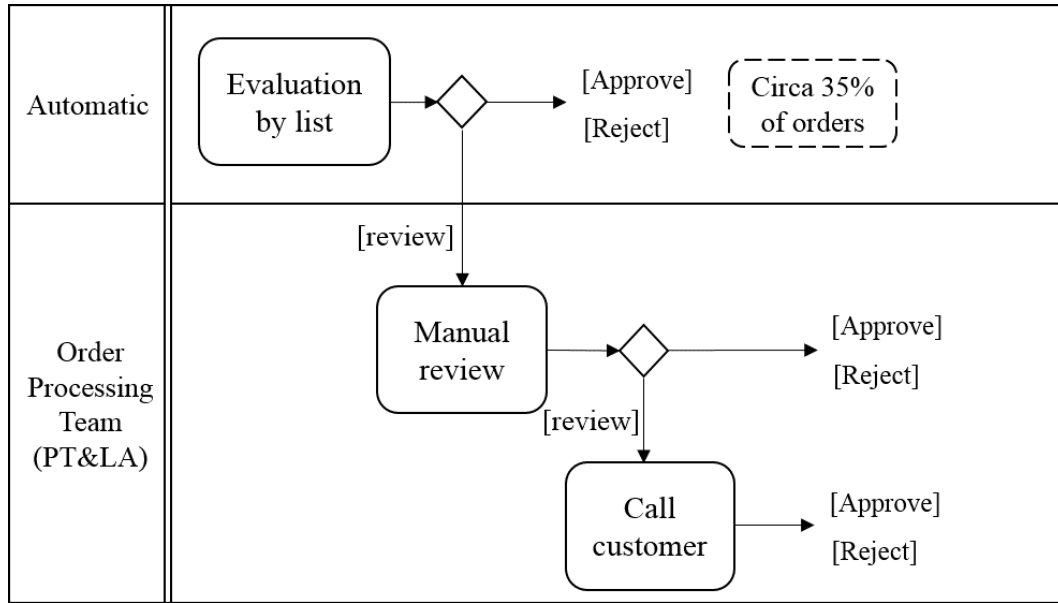 Automatic
Evaluation
by list
[Approve]
[Reject]
Circa 35%
of orders
[review]
Order
Processing
Team
(PT&LA)
Manual
review
[Approve]
[Reject]
[review]
Call
customer
[Approve]
[Reject]